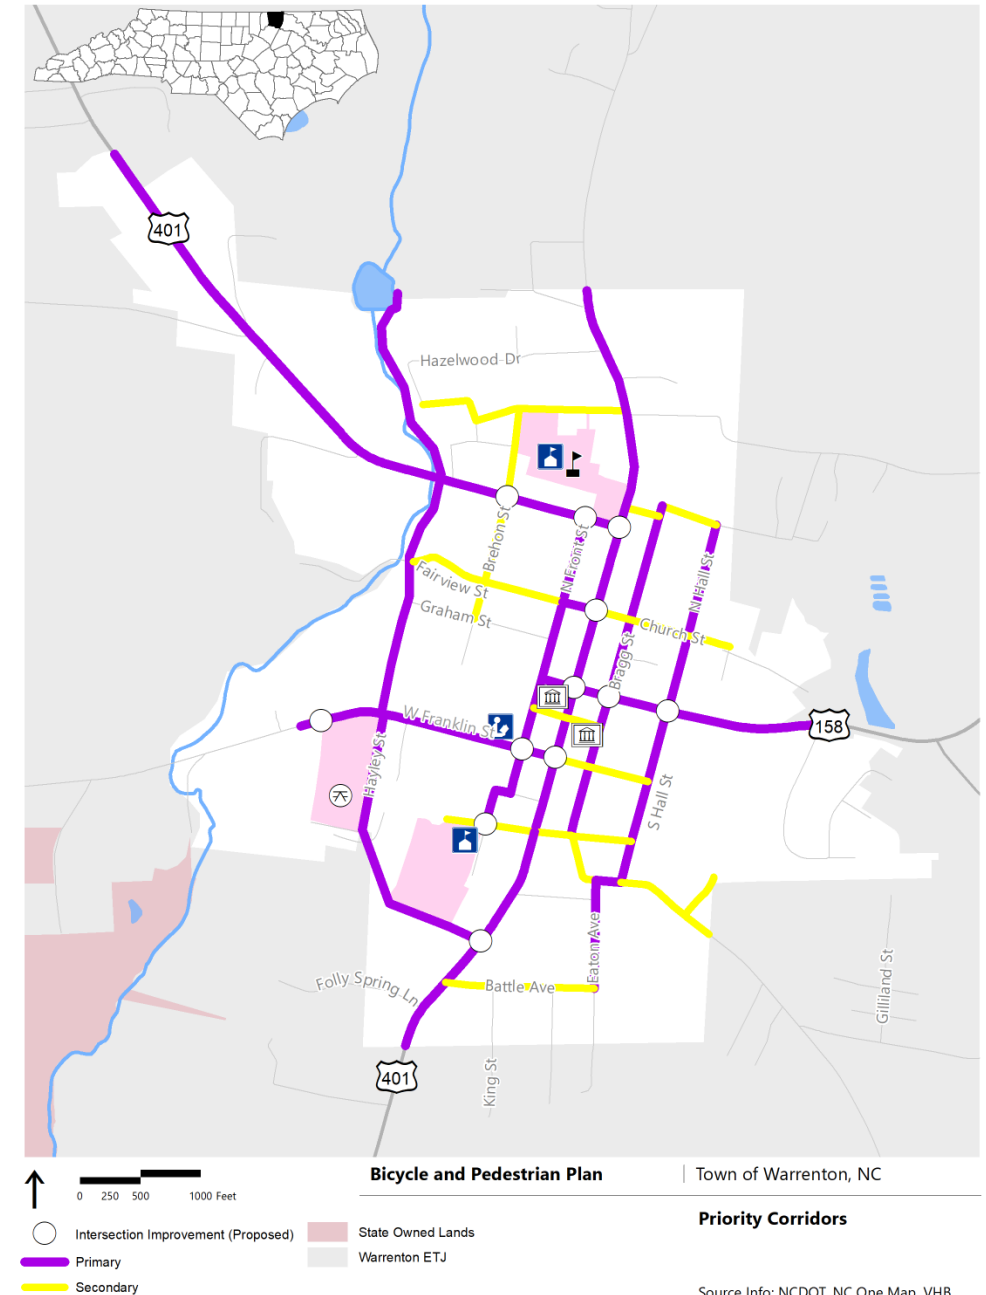 401
Hazelwood Dr
Brehon St
N Front St
Fairview St
Graham St
N Hall St
Church St
Bragg St
W Franklin St
158
Hayley St
S Hall St
Eaton Ave
Folly Spring Ln
Battle Ave
Gilliland St
King St
401
Bicycle and Pedestrian Plan
Town of Warrenton, NC
0 250 500 1000 Feet
Priority Corridors
Intersection Improvement (Proposed)
State Owned Lands
Primary
Warrenton ETJ
Secondary
Source Info: NCDOT, NC One Map, VHB